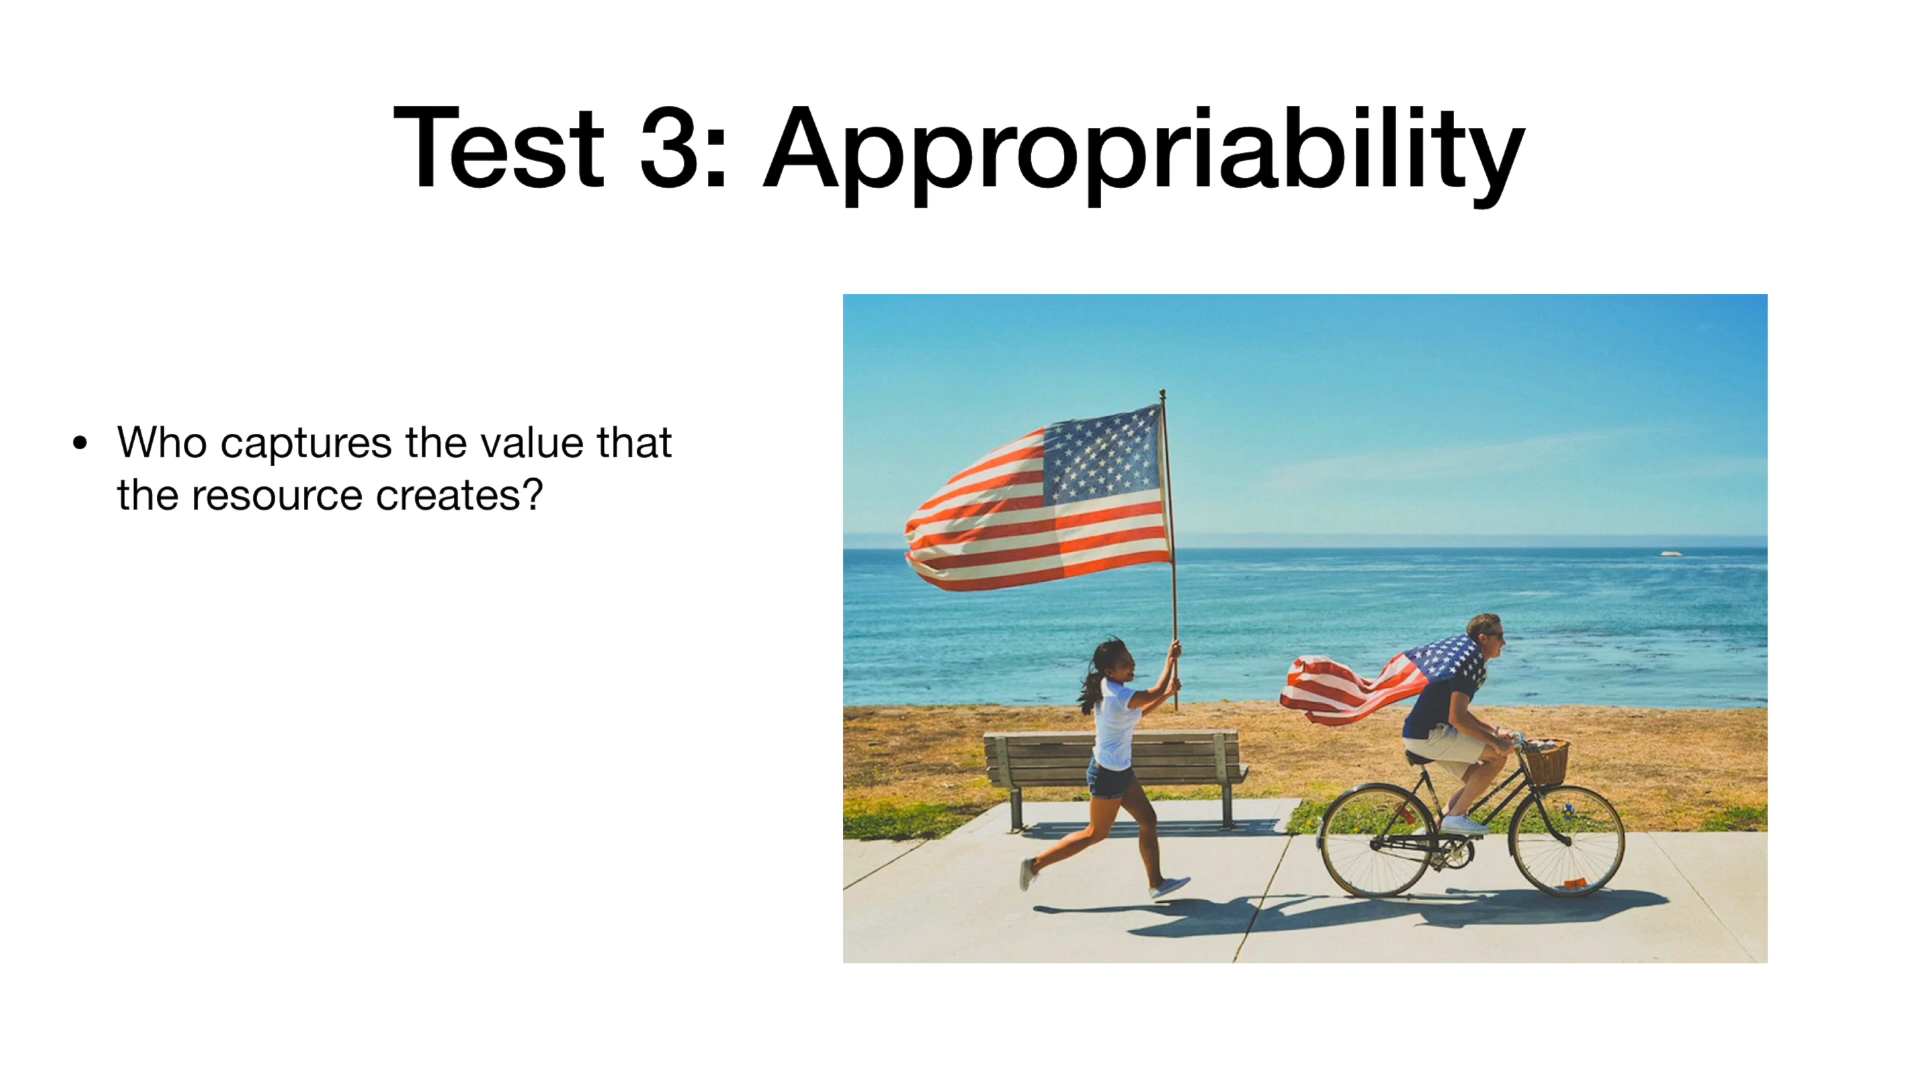 Test 3: Appropriability
• Who captures the value that
the resource creates?